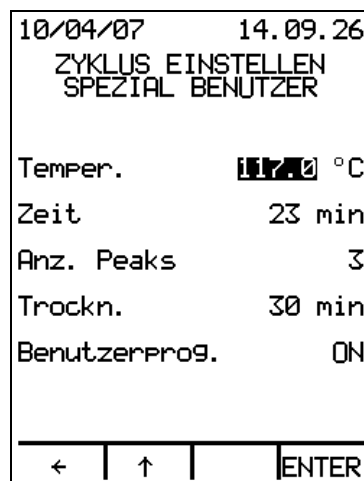 10/04/07 14.09.26
ZYKLUS EINSTELLEN
SPEZIAL BENUTZER
Temper. 117.0 °C
Zeit 23 min
Anz. Peaks 3
Trockn. 30 min
Benutzerprog. ON
← ↑ ENTER